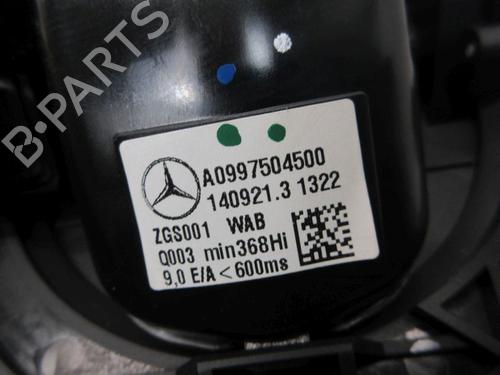 B-PARTS
A0997504500
140921.3 1322
ZGS001 WAB
Q003 min368Hi
9,0 E/A<600ms